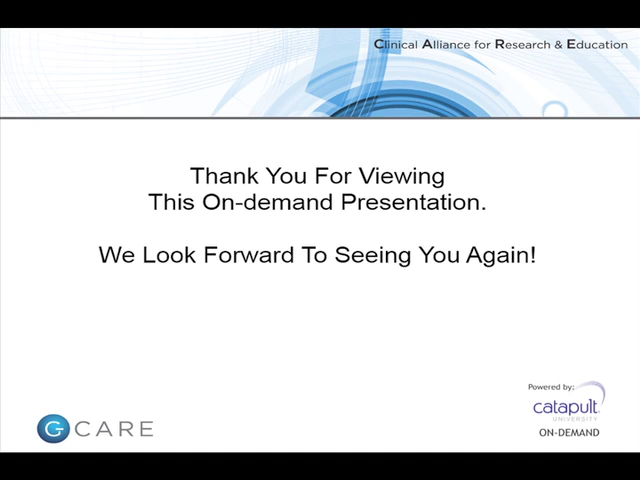 Clinical Alliance for Research & Education
Thank You For Viewing
This On-demand Presentation.
We Look Forward To Seeing You Again!
Powered by:
catapult
UNIVERSITY
ON-DEMAND
G CARE